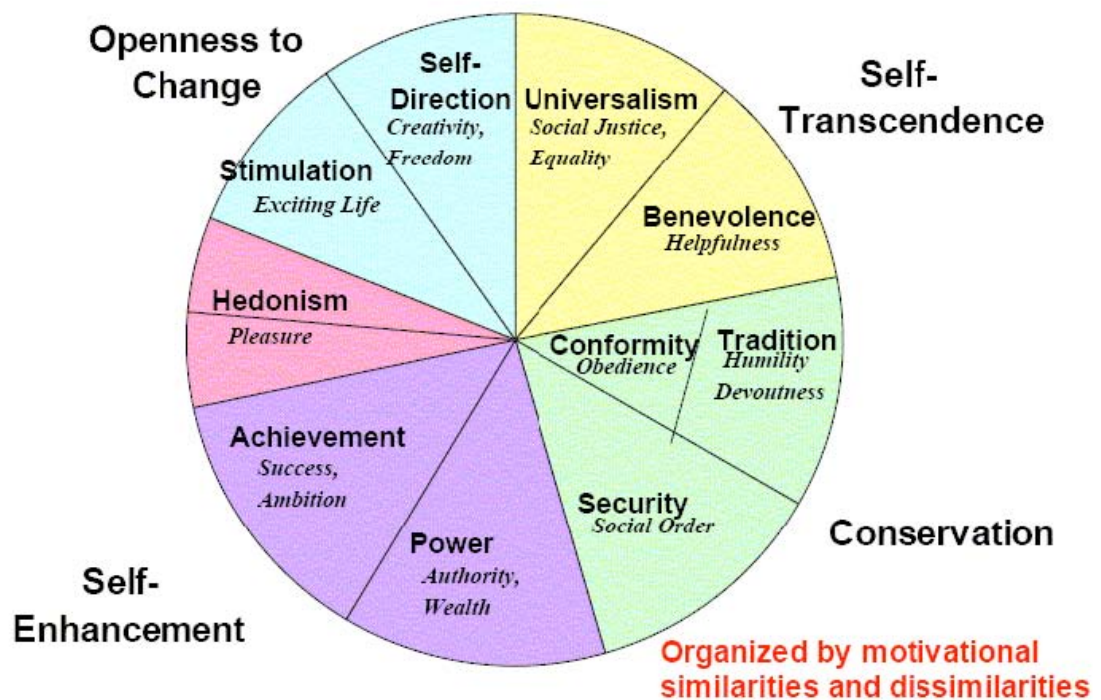 Openness to
Change
Self-
Direction
Creativity,
Freedom
Universalism
Social Justice,
Equality
Self-
Transcendence
Stimulation
Exciting Life
Benevolence
Helpfulness
Hedonism
Pleasure
Conformity
Obedience
Tradition
Humility
Devoutness
Achievement
Success,
Ambition
Security
Social Order
Conservation
Power
Authority,
Wealth
Self-
Enhancement
Organized by motivational
similarities and dissimilarities